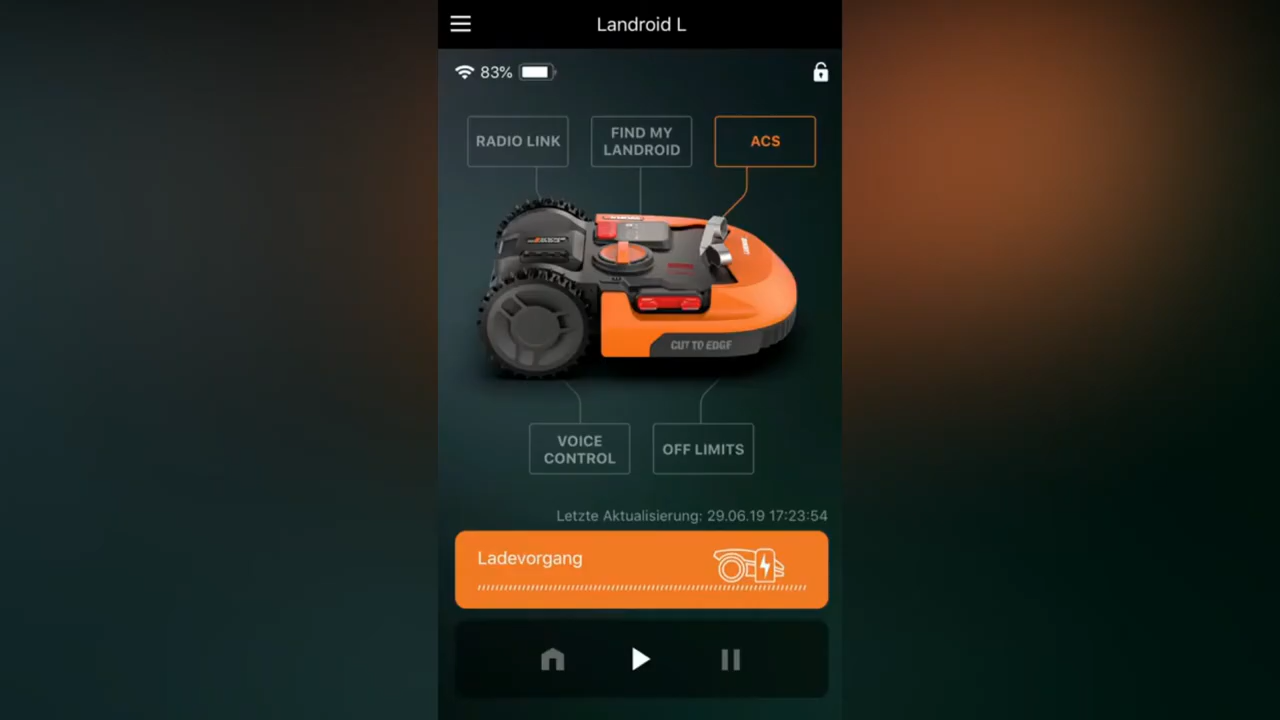 Landroid L
83%
RADIO LINK
FIND MY
LANDROID
ACS
CUT TO EDGE
VOICE
CONTROL
OFF LIMITS
Letzte Aktualisierung: 29.06.19 17:23:54
Ladevorgang